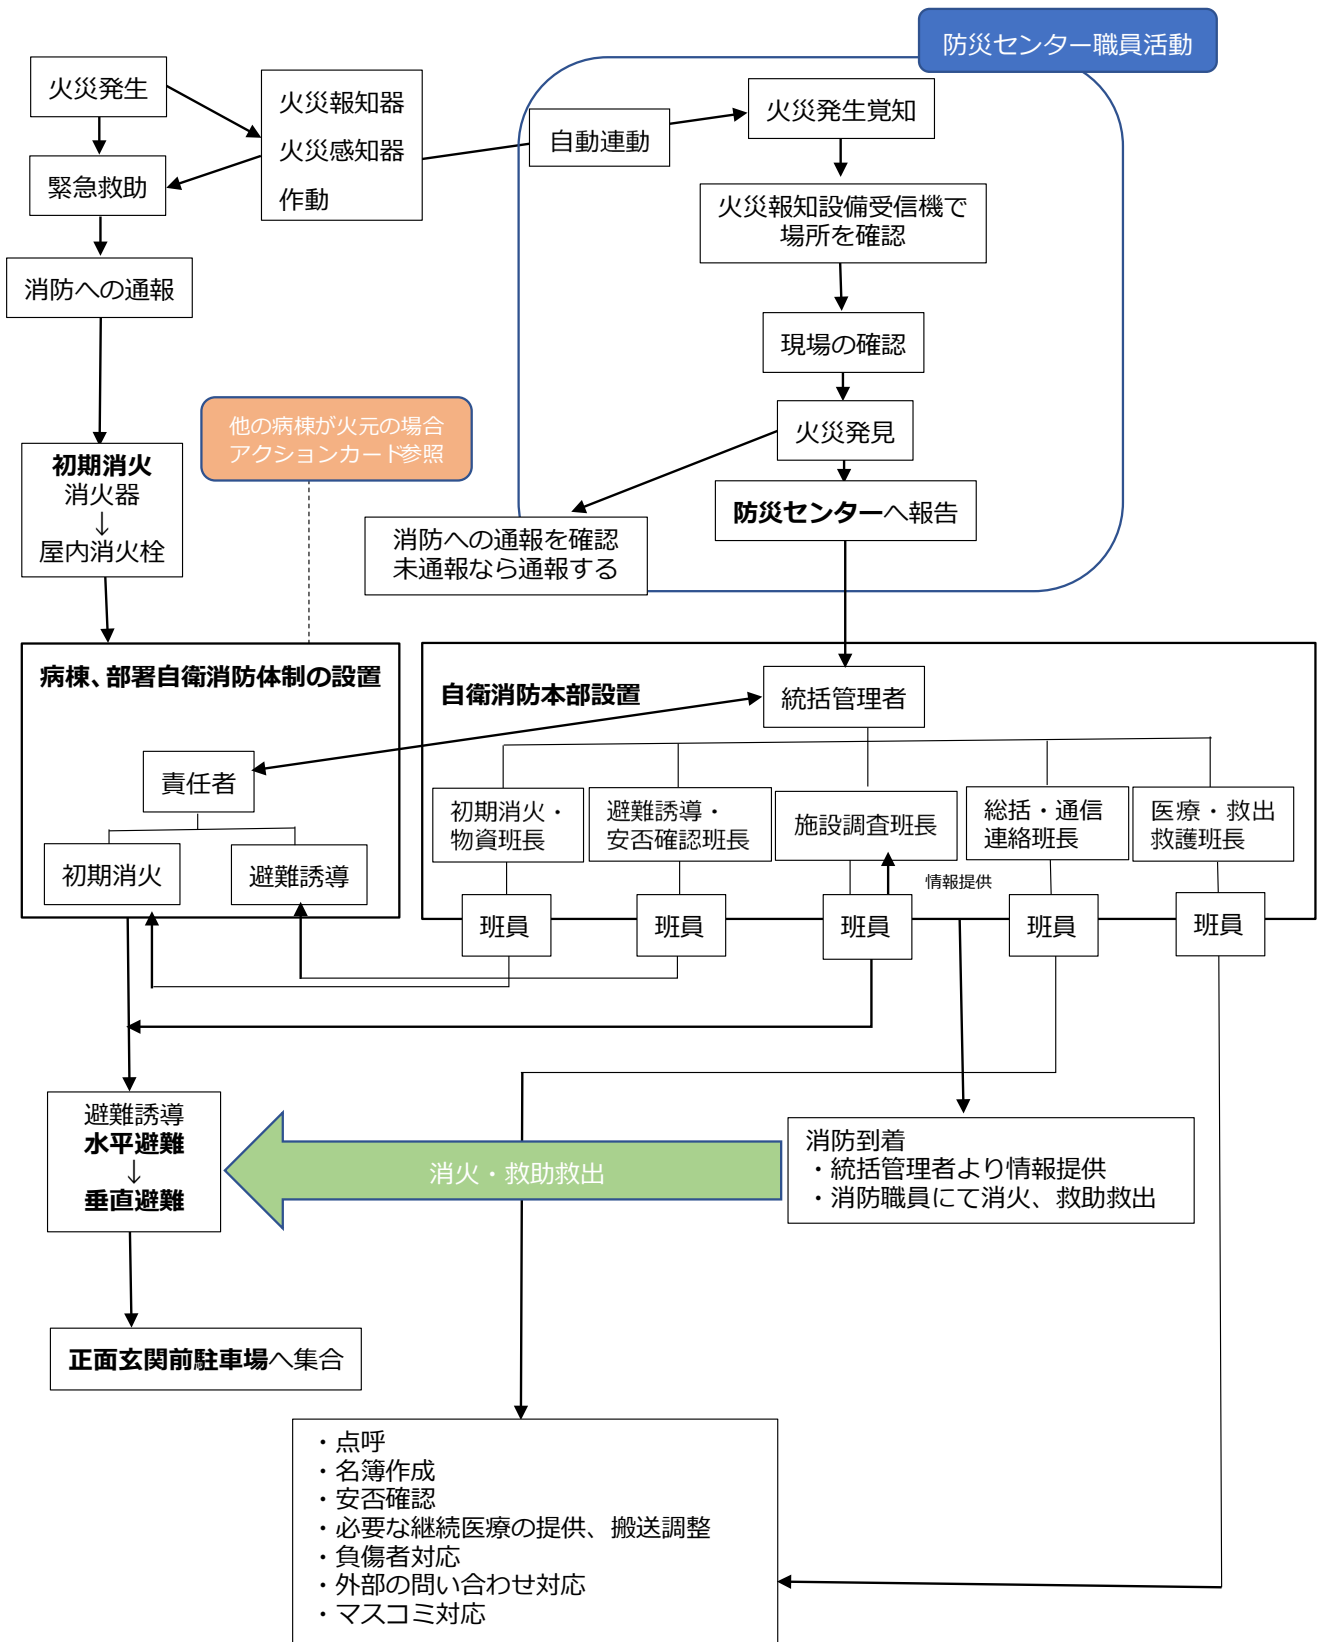 防災センター職員活動
火災発生
火災報知器
火災感知器
作動
自動連動
火災発生覚知
緊急救助
火災報知設備受信機で
場所を確認
消防への通報
現場の確認
他の病棟が火元の場合
アクションカード参照
火災発見
初期消火
消火器
↓
屋内消火栓
防災センターへ報告
消防への通報を確認
未通報なら通報する
病棟、部署自衛消防体制の設置
自衛消防本部設置
統括管理者
責任者
初期消火
避難誘導
初期消火・
物資班長
避難誘導・
安否確認班長
施設調査班長
総括・通信
連絡班長
医療・救出
救護班長
情報提供
班員
班員
班員
班員
班員
避難誘導
水平避難
↓
垂直避難
消火・救助救出
消防到着
・統括管理者より情報提供
・消防職員にて消火、救助救出
正面玄関前駐車場へ集合
・点呼
・名簿作成
・安否確認
・必要な継続医療の提供、搬送調整
・負傷者対応
・外部の問い合わせ対応
・マスコミ対応